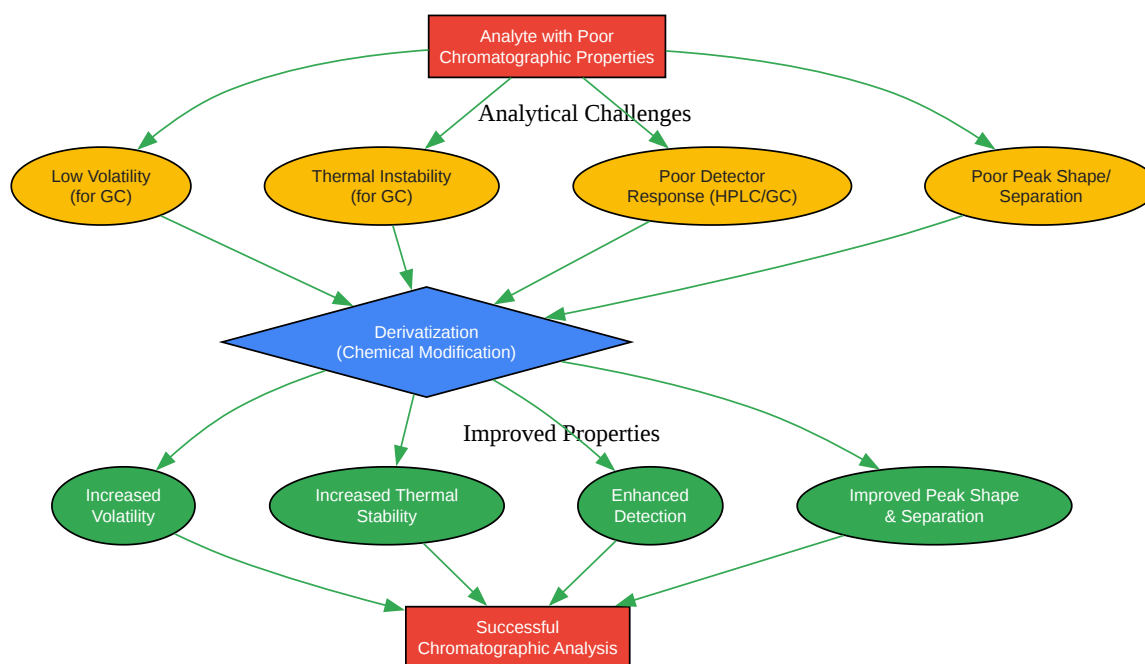 Analyte with Poor
Chromatographic Properties
Analytical Challenges
Low Volatility
(for GC)
Thermal Instability
(for GC)
Poor Detector
Response (HPLC/GC)
Poor Peak Shape/
Separation
Derivatization
(Chemical Modification)
Improved Properties
Increased
Volatility
Increased Thermal
Stability
Enhanced
Detection
Improved Peak Shape
& Separation
Successful
Chromatographic Analysis